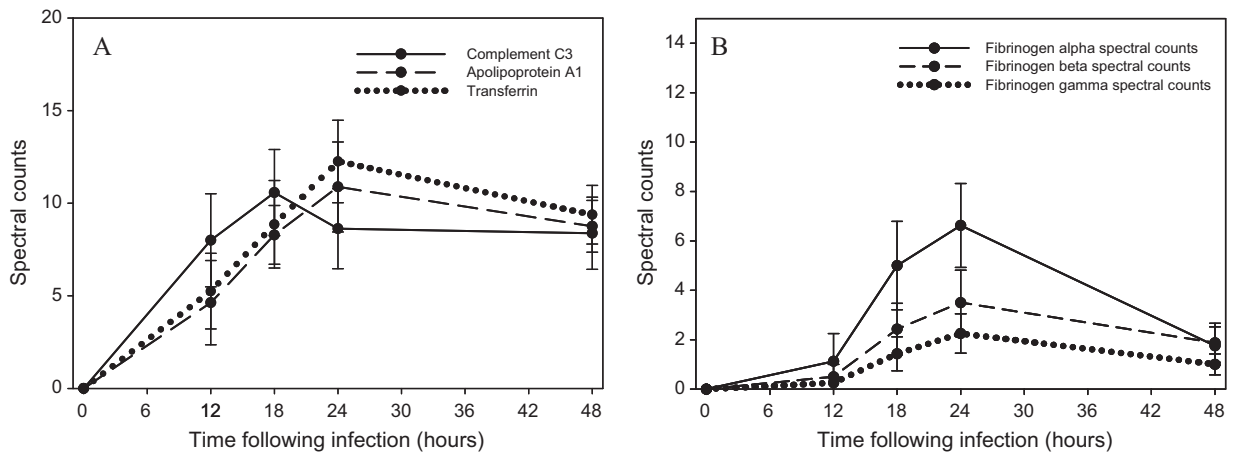 A
Complement C3
Apolipoprotein A1
Transferrin
20
15
10
5
0
Spectral counts
0 6 12 18 24 30 36 42 48
Time following infection (hours)
B
Fibrinogen alpha spectral counts
Fibrinogen beta spectral counts
Fibrinogen gamma spectral counts
14
12
10
8
6
4
2
0
Spectral counts
0 6 12 18 24 30 36 42 48
Time following infection (hours)